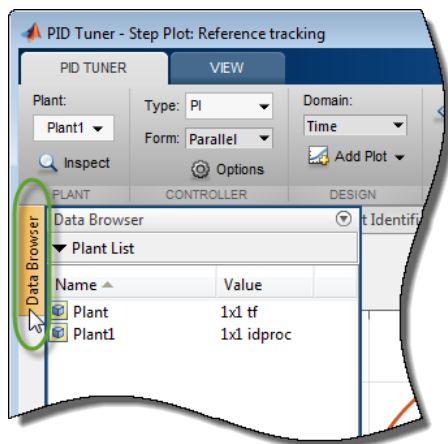 PID Tuner - Step Plot: Reference tracking
PID TUNER VIEW
Plant: Type: PI Domain:
Plant1 Form: Parallel Time
Inspect Options Add Plot
PLANT CONTROLLER DESIGN
Data Browser
Data Browser
Plant List
Name Value
Plant 1x1 tf
Plant1 1x1 idproc